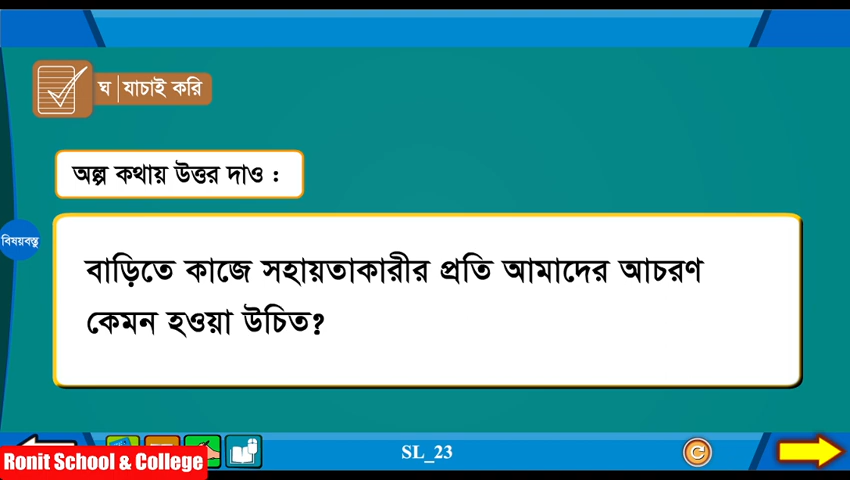 ঘ | যাচাই করি
অল্প কথায় উত্তর দাও :
বিষয়বস্তু
বাড়িতে কাজে সহায়তাকারীর প্রতি আমাদের আচরণ
কেমন হওয়া উচিত?
SL_23
Ronit School & College